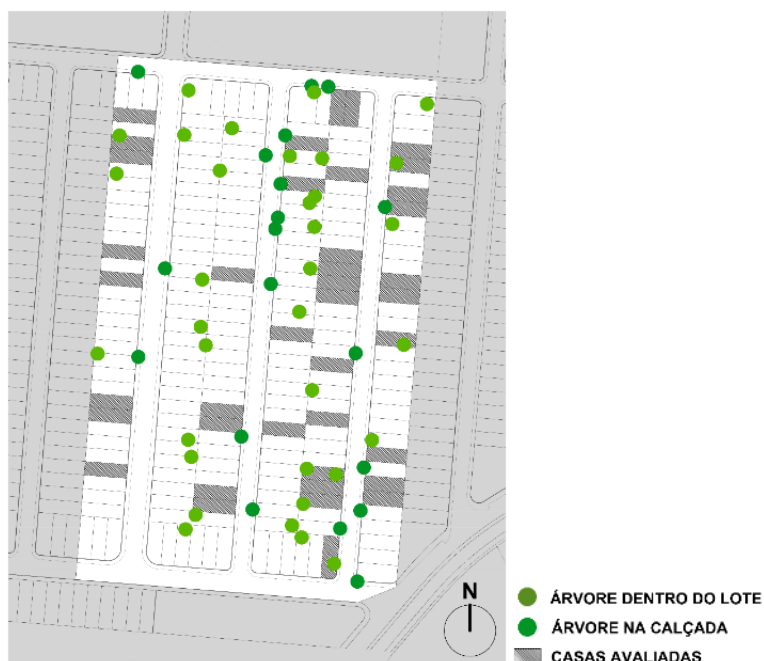 N
ÁRVORE DENTRO DO LOTE
ÁRVORE NA CALÇADA
CASAS AVALIADAS